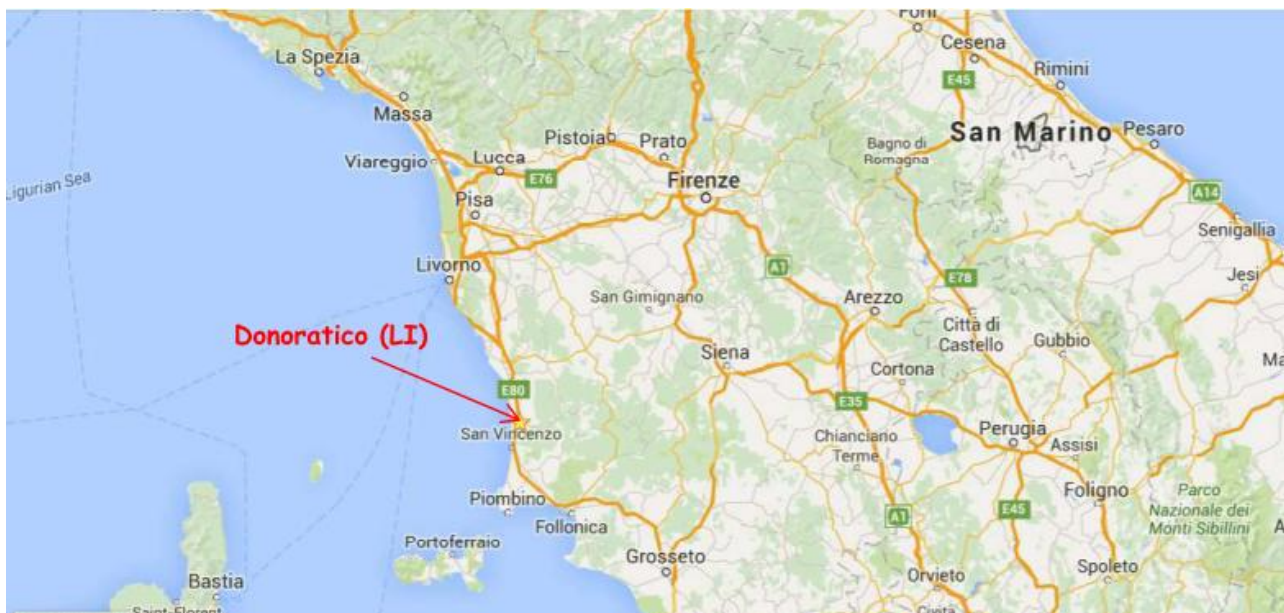 Forlì
La Spezia
Cesena
E45
Rimini
Massa
Pistoia
Prato
San Marino
Pesaro
Bagno di
Romagna
Viareggio
Lucca
E76
Firenze
Ligurian Sea
Pisa
A14
Senigallia
Livorno
A1
E78
Jesi
San Gimignano
Arezzo
Città di
Castello
Gubbio
Donoratico (LI)
Siena
Ma
Cortona
E80
E35
San Vincenzo
Chianciano
Terme
Perugia
Assisi
Piombino
Follonica
A1
E45
Foligno
Parco
Nazionale dei
Monti Sibillini
A
Portoferraio
Grosseto
Spoleto
Bastia
Orvieto
Saint-Florent